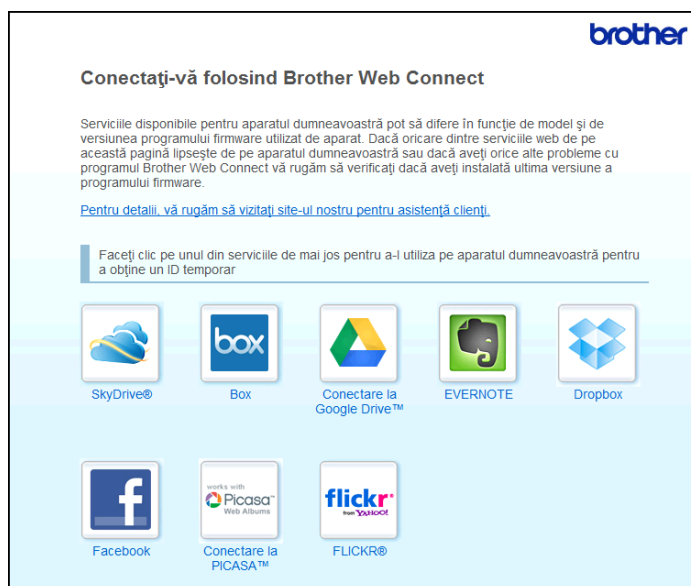 brother
Conectaţi-vă folosind Brother Web Connect
Serviciile disponibile pentru aparatul dumneavoastră pot să difere în funcţie de model şi de
versiunea programului firmware utilizat de aparat. Dacă oricare dintre serviciile web de pe
această pagină lipseşte de pe aparatul dumneavoastră sau dacă aveţi orice alte probleme cu
programul Brother Web Connect vă rugăm să verificaţi dacă aveţi instalată ultima versiune a
programului firmware.
Pentru detalii, vă rugăm să vizitaţi site-ul nostru pentru asistenţă clienţi.
Faceţi clic pe unul din serviciile de mai jos pentru a-l utiliza pe aparatul dumneavoastră pentru
a obţine un ID temporar
box
SkyDrive®
Box
Conectare la
Google Drive™
EVERNOTE
Dropbox
f
works with
Picasa™
Web Albums
flickr
from YAHOO!
Facebook
Conectare la
PICASA™
FLICKR®